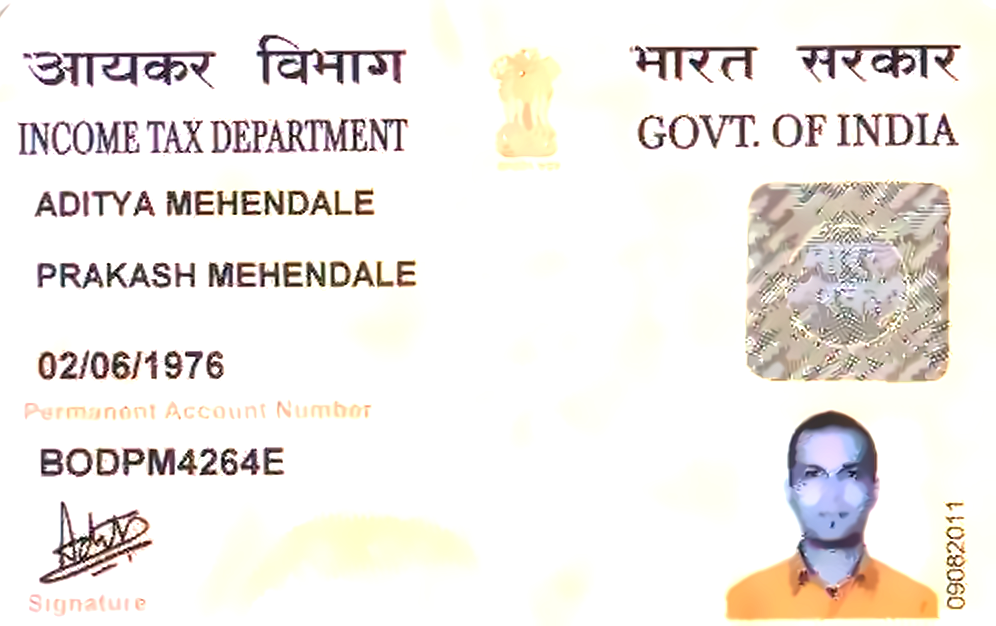 आयकर विभाग
भारत सरकार
INCOME TAX DEPARTMENT
GOVT. OF INDIA
ADITYA MEHENDALE
PRAKASH MEHENDALE
02/06/1976
Permanent Account Number
BODPM4264E
Signature
09082011